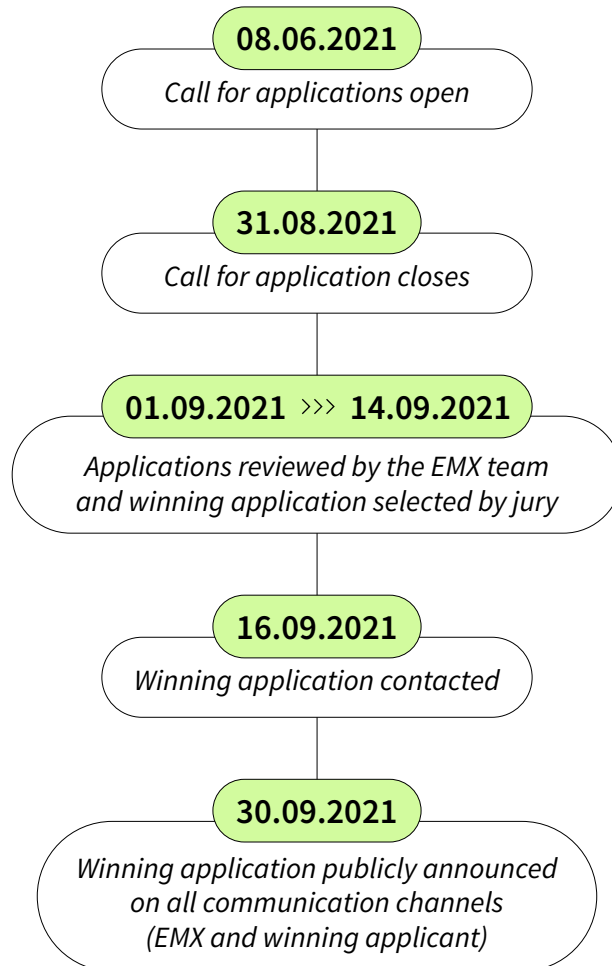 08.06.2021
Call for applications open
31.08.2021
Call for application closes
01.09.2021 >>> 14.09.2021
Applications reviewed by the EMX team
and winning application selected by jury
16.09.2021
Winning application contacted
30.09.2021
Winning application publicly announced
on all communication channels
(EMX and winning applicant)